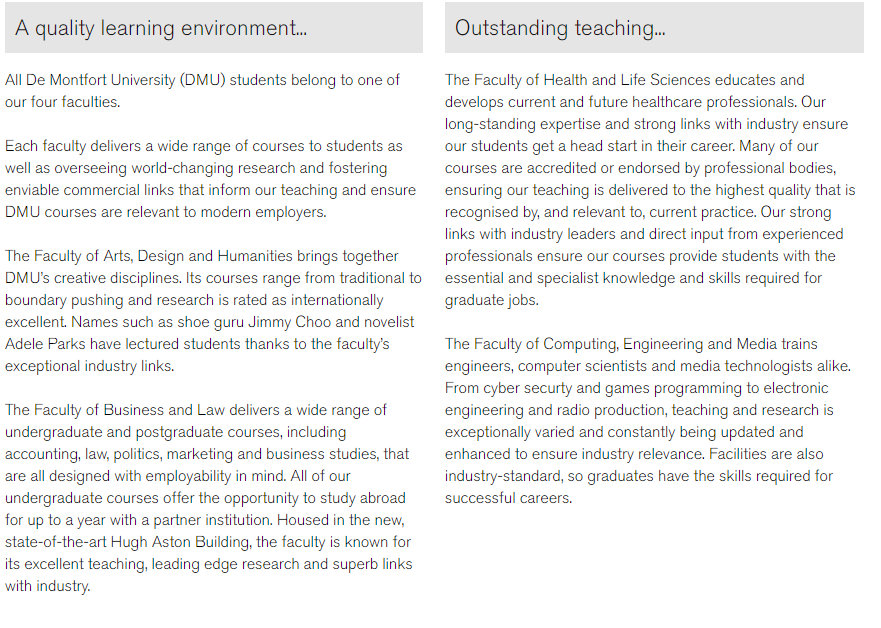 A quality learning environment...
All De Montfort University (DMU) students belong to one of
our four faculties.
Each faculty delivers a wide range of courses to students as
well as overseeing world-changing research and fostering
enviable commercial links that inform our teaching and ensure
DMU courses are relevant to modern employers.
The Faculty of Arts, Design and Humanities brings together
DMU's creative disciplines. Its courses range from traditional to
boundary pushing and research is rated as internationally
excellent. Names such as shoe guru Jimmy Choo and novelist
Adele Parks have lectured students thanks to the faculty's
exceptional industry links.
The Faculty of Business and Law delivers a wide range of
undergraduate and postgraduate courses, including
accounting, law, politics, marketing and business studies, that
are all designed with employability in mind. All of our
undergraduate courses offer the opportunity to study abroad
for up to a year with a partner institution. Housed in the new,
state-of-the-art Hugh Aston Building, the faculty is known for
its excellent teaching, leading edge research and superb links
with industry.
Outstanding teaching...
The Faculty of Health and Life Sciences educates and
develops current and future healthcare professionals. Our
long-standing expertise and strong links with industry ensure
our students get a head start in their career. Many of our
courses are accredited or endorsed by professional bodies,
ensuring our teaching is delivered to the highest quality that is
recognised by, and relevant to, current practice. Our strong
links with industry leaders and direct input from experienced
professionals ensure our courses provide students with the
essential and specialist knowledge and skills required for
graduate jobs.
The Faculty of Computing, Engineering and Media trains
engineers, computer scientists and media technologists alike.
From cyber securty and games programming to electronic
engineering and radio production, teaching and research is
exceptionally varied and constantly being updated and
enhanced to ensure industry relevance. Facilities are also
industry-standard, so graduates have the skills required for
successful careers.